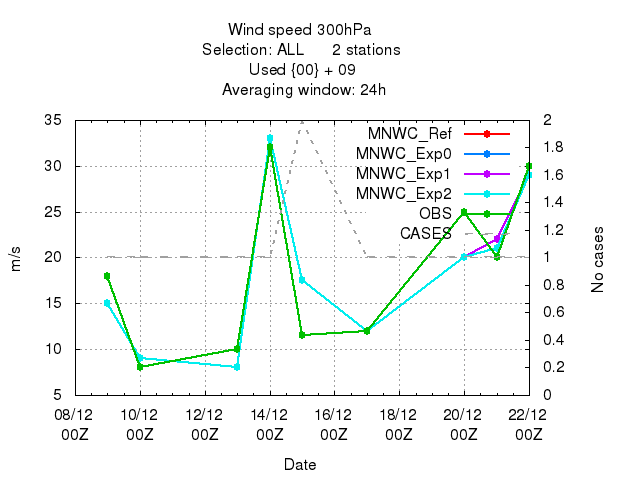 Wind speed 300hPa
Selection: ALL 2 stations
Used {00} + 09
Averaging window: 24h
35 2
MNWC_Ref
1.8
MNWC_Exp0
30 1.6
MNWC_Exp1
MNWC_Exp2
1.4
25 OBS
1.2
CASES
20 1
m/s No cases
0.8
15
0.6
0.4
10
0.2
5 0
08/12 10/12 12/12 14/12 16/12 18/12 20/12 22/12
00Z 00Z 00Z 00Z 00Z 00Z 00Z 00Z
Date